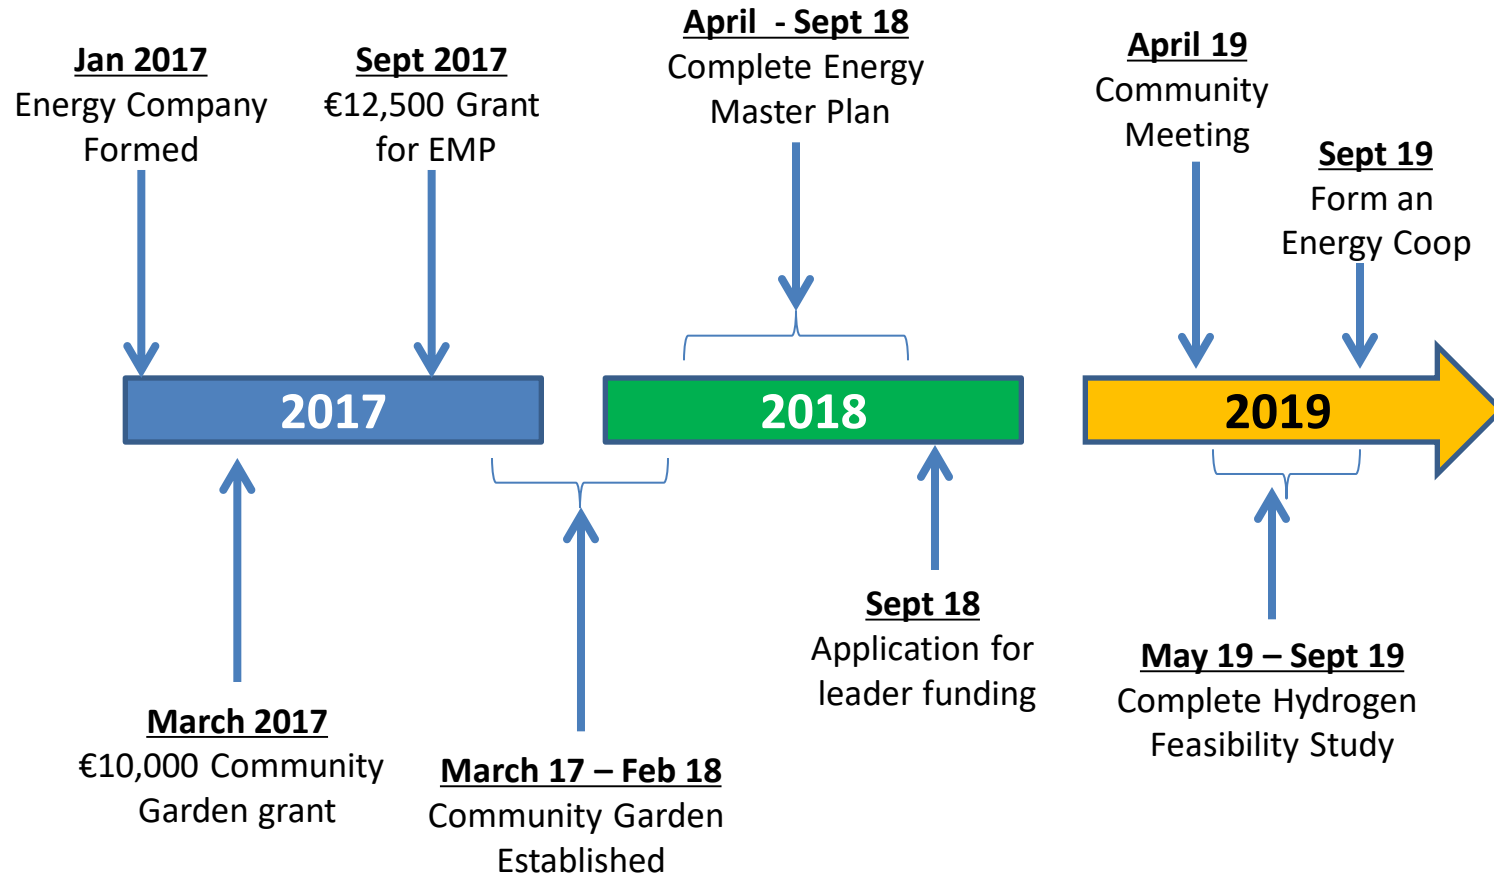 Jan 2017
Energy Company
Formed
Sept 2017
€12,500 Grant
for EMP
April - Sept 18
Complete Energy
Master Plan
April 19
Community
Meeting
Sept 19
Form an
Energy Coop
2017
2018
2019
March 2017
€10,000 Community
Garden grant
March 17 – Feb 18
Community Garden
Established
Sept 18
Application for
leader funding
May 19 – Sept 19
Complete Hydrogen
Feasibility Study